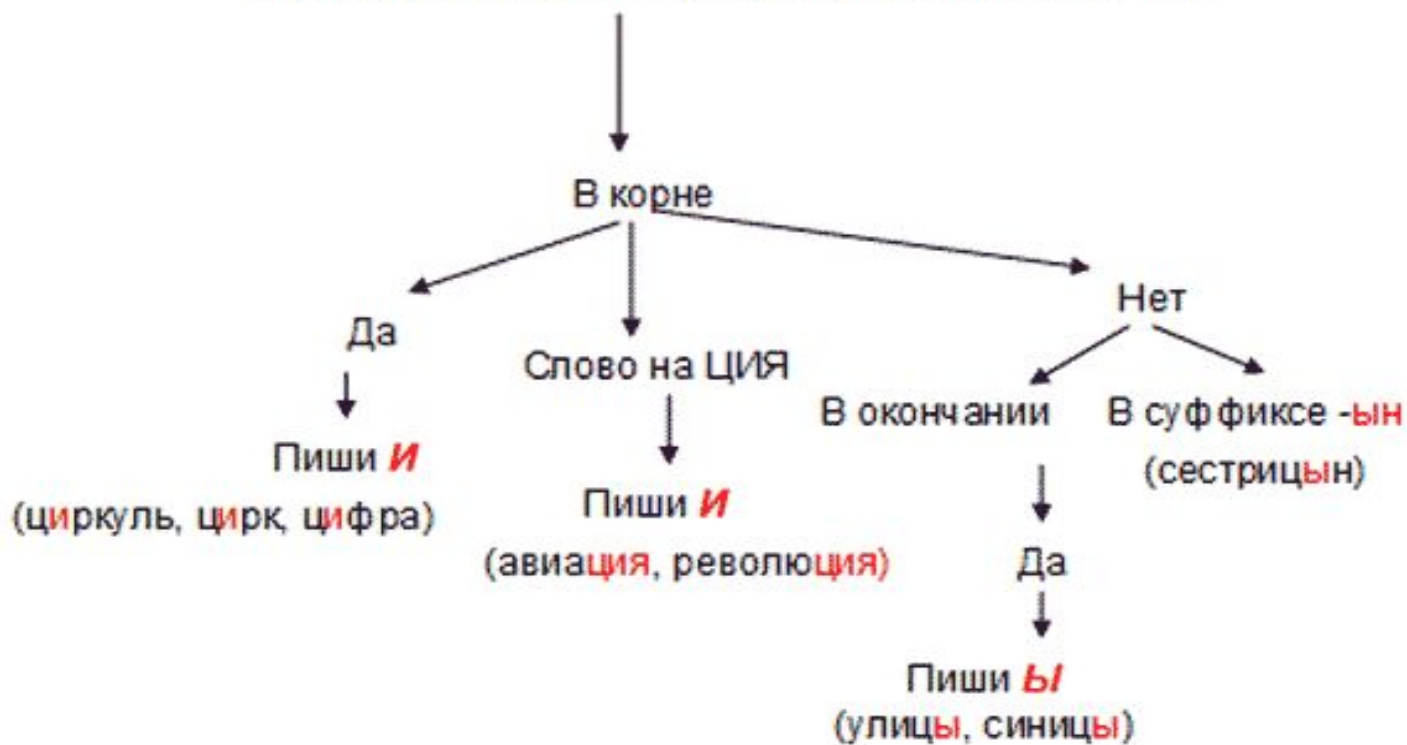 В корне
Да
Слово на ЦИЯ
Нет
Пиши И
(циркуль, цирк, цифра)
Пиши И
(авиация, революция)
В окончании
В суффиксе -ын
(сестрицын)
Да
Пиши Ы
(улицы, синицы)